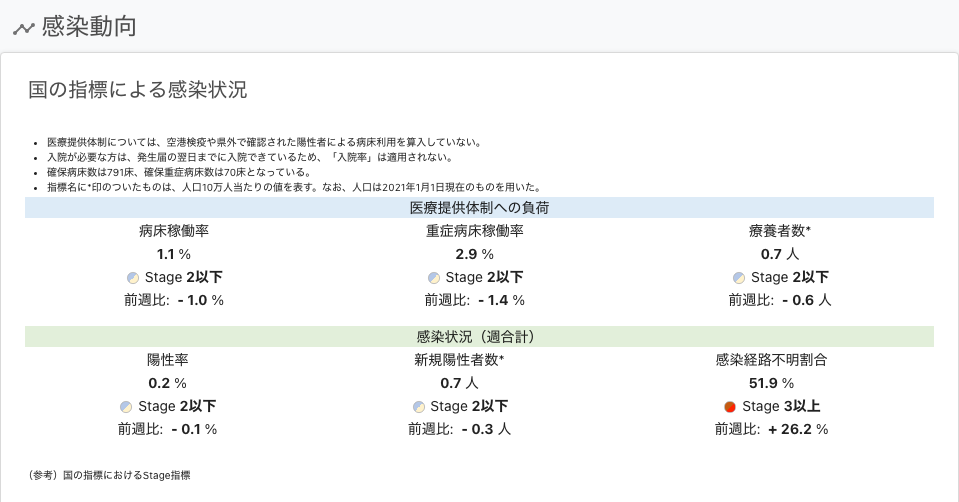 感染動向
国の指標による感染状況
• 医療提供体制については、空港検疫や県外で確認された陽性者による病床利用を算入していない。
• 入院が必要な方は、発生届の翌日までに入院できているため、「入院率」は適用されない。
• 確保病床数は791床、確保重症病床数は70床となっている。
• 指標名に*印のついたものは、人口10万人当たりの値を表す。なお、人口は2021年1月1日現在のものを用いた。
医療提供体制への負荷
病床稼働率 重症病床稼働率 療養者数*
1.1 % 2.9 % 0.7 人
Stage 2以下 Stage 2以下 Stage 2以下
前週比: - 1.0 % 前週比: - 1.4 % 前週比: - 0.6 人
感染状況（週合計）
陽性率 新規陽性者数* 感染経路不明割合
0.2 % 0.7 人 51.9 %
Stage 2以下 Stage 2以下 Stage 3以上
前週比: - 0.1 % 前週比: - 0.3 人 前週比: + 26.2 %
（参考）国の指標におけるStage指標